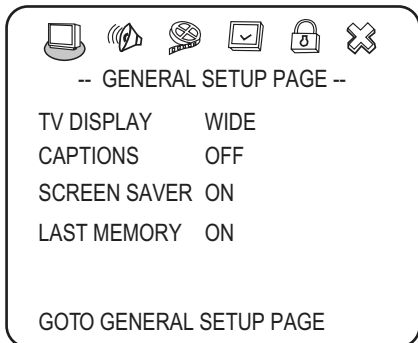 -- GENERAL SETUP PAGE --
TV DISPLAY WIDE
CAPTIONS OFF
SCREEN SAVER ON
LAST MEMORY ON
GOTO GENERAL SETUP PAGE